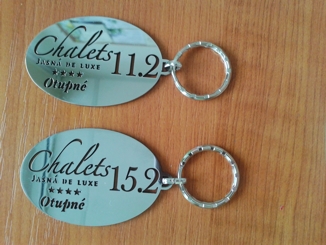 Chalets 11.2
JASNÁ DE LUXE
★★★★
Otupné
Chalets 15.2
JASNÁ DE LUXE
★★★★
Otupné